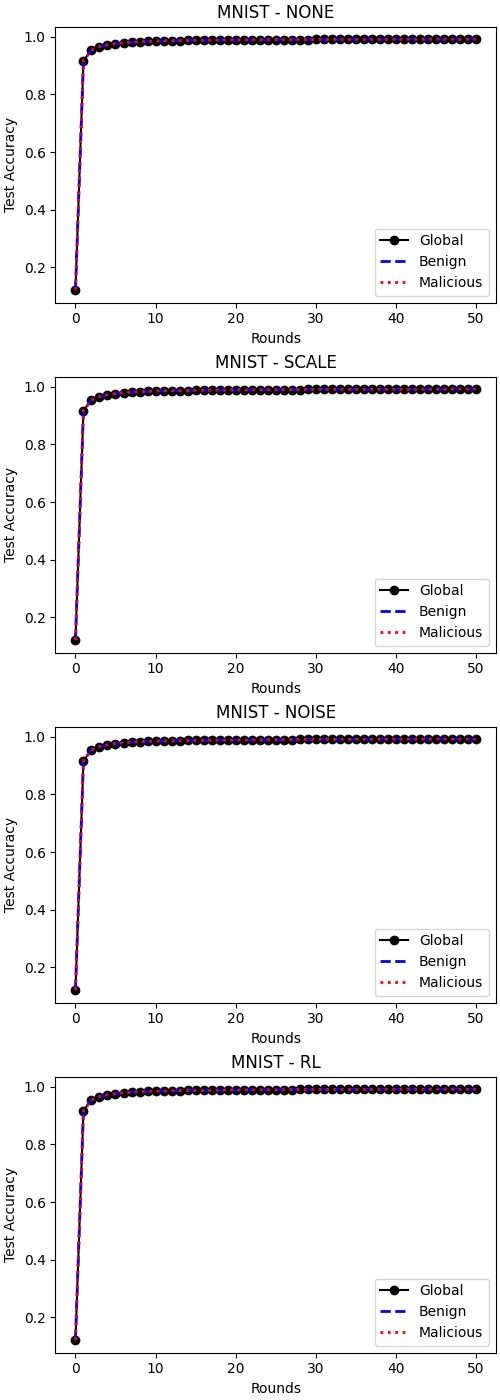 MNIST - NONE
Test Accuracy
1.0
0.8
0.6
0.4
0.2
Global
Benign
Malicious
0 10 20 30 40 50
Rounds
MNIST - SCALE
Test Accuracy
1.0
0.8
0.6
0.4
0.2
Global
Benign
Malicious
0 10 20 30 40 50
Rounds
MNIST - NOISE
Test Accuracy
1.0
0.8
0.6
0.4
0.2
Global
Benign
Malicious
0 10 20 30 40 50
Rounds
MNIST - RL
Test Accuracy
1.0
0.8
0.6
0.4
0.2
Global
Benign
Malicious
0 10 20 30 40 50
Rounds